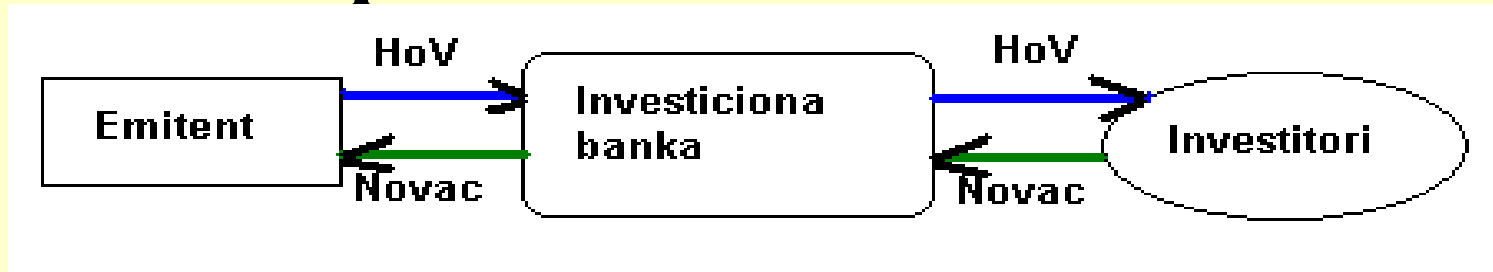 HoV
HoV
Emitent
Investiciona
banka
Investitori
Novac
Novac